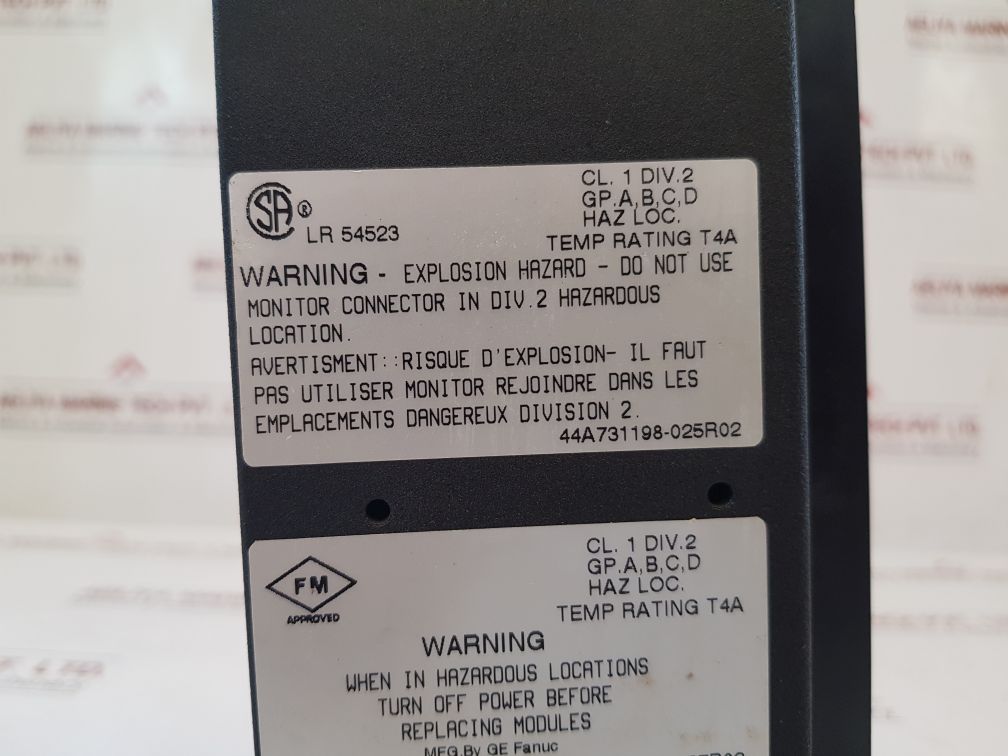 CL. 1 DIV.2
GP.A,B,C,D
HAZ LOC.
SA ® LR 54523
TEMP RATING T4A
WARNING - EXPLOSION HAZARD - DO NOT USE
MONITOR CONNECTOR IN DIV.2 HAZARDOUS
LOCATION.
AVERTISMENT::RISQUE D'EXPLOSION- IL FAUT
PAS UTILISER MONITOR REJOINDRE DANS LES
EMPLACEMENTS DANGEREUX DIVISION 2.
44A731198-025R02
CL. 1 DIV.2
GP.A,B,C,D
HAZ LOC.
FM
APPROVED
TEMP RATING T4A
WARNING
WHEN IN HAZARDOUS LOCATIONS
TURN OFF POWER BEFORE
REPLACING MODULES
MFG.By GE Fanuc